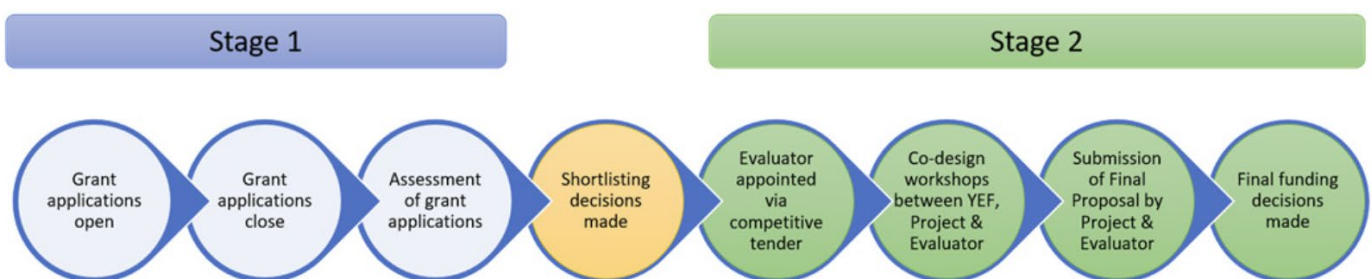 Stage 1
Stage 2
Grant
applications
open
Grant
applications
close
Assessment
of grant
applications
Shortlisting
decisions
made
Evaluator
appointed
via
competitive
tender
Co-design
workshops
between YEF,
Project &
Evaluator
Submission
of Final
Proposal by
Project &
Evaluator
Final funding
decisions
made